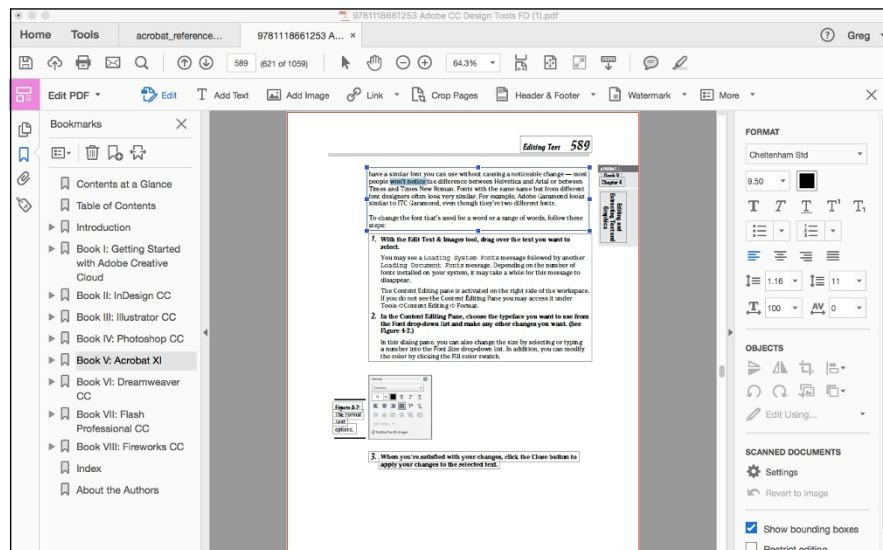 9781118661253 Adobe CC Design Tools FD (1).pdf
Home Tools acrobat_reference... 9781118661253 A... ×
Greg
589 (621 of 1059) 64.3%
Edit PDF Edit Add Text Add Image Link Crop Pages Header & Footer Watermark More
Bookmarks
Contents at a Glance
Table of Contents
Introduction
Book I: Getting Started
with Adobe Creative
Cloud
Book II: InDesign CC
Book III: Illustrator CC
Book IV: Photoshop CC
Book V: Acrobat XI
Book VI: Dreamweaver
CC
Book VII: Flash
Professional CC
Book VIII: Fireworks CC
Index
About the Authors
Editing Text 589
have a similar font you can use without causing a noticeable change — most
people won't notice the difference between Helvetica and Arial or between
Times and Times New Roman. Fonts with the same name but from different
font designers often look very similar. For example, Adobe Garamond looks
similar to ITC Garamond, even though they're two different fonts.
To change the font that's used for a word or a range of words, follow these
steps:
1. With the Edit Text & Images tool, drag over the text you want to
select.
You may see a Loading System Fonts message followed by another
Loading Document Fonts message. Depending on the number of
fonts installed on your system, it may take a while for this message to
disappear.
The Content Editing pane is activated on the right side of the workspace.
If you do not see the Content Editing Pane you may access it under
Tools➪Content Editing➪Format.
2. In the Content Editing Pane, choose the typeface you want to use from
the Font drop-down list and make any other changes you want. (See
Figure 4-2.)
In this dialog pane, you can also change the size by selecting or typing
a number into the Font Size drop-down list. In addition, you can modify
the color by clicking the Fill color swatch.
Book V
Chapter 4
Editing and
Extracting Text and
Graphics
Figure 4-2:
The Format
text
options.
3. When you're satisfied with your changes, click the Close button to
apply your changes to the selected text.
FORMAT
Cheltenham Std
9.50
T T T T¹ T₁
1.16 11
100 AV 0
OBJECTS
Edit Using...
SCANNED DOCUMENTS
Settings
Revert to Image
Show bounding boxes
Restrict editing